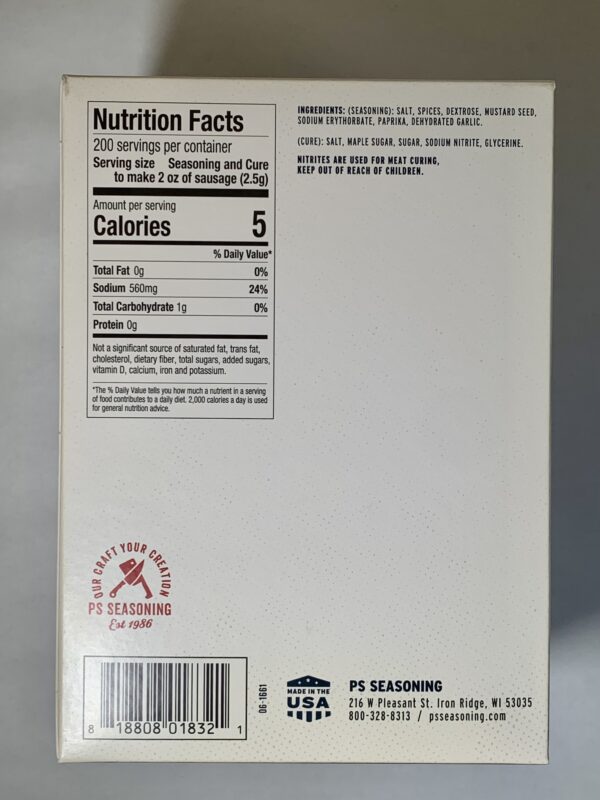 Nutrition Facts
200 servings per container
Serving size Seasoning and Cure
to make 2 oz of sausage (2.5g)
Amount per serving
Calories 5
% Daily Value*
Total Fat 0g 0%
Sodium 560mg 24%
Total Carbohydrate 1g 0%
Protein 0g
Not a significant source of saturated fat, trans fat,
cholesterol, dietary fiber, total sugars, added sugars,
vitamin D, calcium, iron and potassium.
*The % Daily Value tells you how much a nutrient in a serving
of food contributes to a daily diet. 2,000 calories a day is used
for general nutrition advice.
INGREDIENTS: (SEASONING): SALT, SPICES, DEXTROSE, MUSTARD SEED,
SODIUM ERYTHORBATE, PAPRIKA, DEHYDRATED GARLIC.
(CURE): SALT, MAPLE SUGAR, SUGAR, SODIUM NITRITE, GLYCERINE.
NITRITES ARE USED FOR MEAT CURING,
KEEP OUT OF REACH OF CHILDREN.
OUR CRAFT YOUR CREATION
PS SEASONING
Est 1986
8 18808 01832 1
06-1661
MADE IN THE
USA
PS SEASONING
216 W Pleasant St. Iron Ridge, WI 53035
800-328-8313 / psseasoning.com